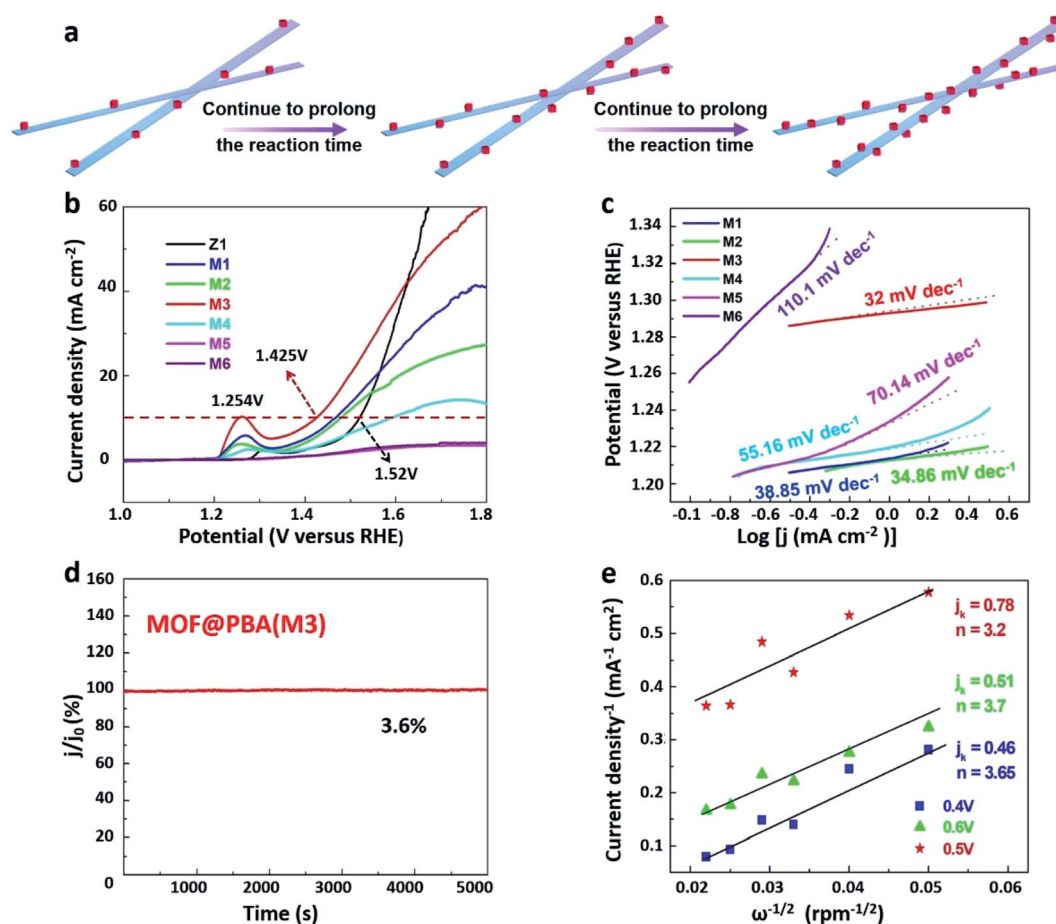 a
Continue to prolong
the reaction time
Continue to prolong
the reaction time
b
60
40
20
10
0
Current density (mA cm⁻²)
Z1
M1
M2
M3
M4
M5
M6
1.425V
1.254V
1.52V
1.0
1.2
1.4
1.6
1.8
Potential (V versus RHE)
c
1.34
1.32
1.30
1.28
1.26
1.24
1.22
1.20
Potential (V versus RHE)
M1
M2
M3
M4
M5
M6
110.1 mV dec⁻¹
32 mV dec⁻¹
70.14 mV dec⁻¹
55.16 mV dec⁻¹
38.85 mV dec⁻¹
34.86 mV dec⁻¹
-0.1
-0.8
-0.6
-0.4
-0.2
0.0
0.2
0.4
0.6
Log [j (mA cm⁻² )]
d
160
140
120
100
80
60
40
20
0
j/j₀ (%)
MOF@PBA(M3)
3.6%
1000
2000
3000
4000
5000
Time (s)
e
0.6
0.5
0.4
0.3
0.2
0.1
Current density⁻¹ (mA⁻¹ cm²)
jₖ = 0.78
n = 3.2
jₖ = 0.51
n = 3.7
jₖ = 0.46
n = 3.65
0.4V
0.6V
0.5V
0.02
0.03
0.04
0.05
0.06
ω⁻¹/² (rpm⁻¹/²)